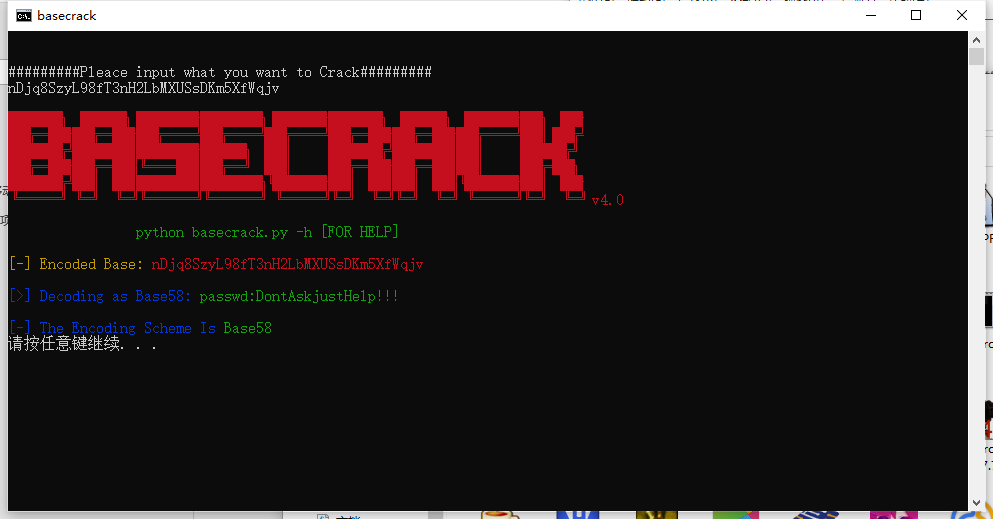 basecrack
#########Pleace input what you want to Crack#########
nDjq8SzyL98fT3nH2LbMXUSsDKm5XfWqjv
BASECRACK
v4.0
python basecrack.py -h [FOR HELP]
[-] Encoded Base: nDjq8SzyL98fT3nH2LbMXUSsDKm5XfWqjv
[>] Decoding as Base58: passwd:DontAskjustHe1p!!!
[-] The Encoding Scheme Is Base58
请按任意键继续. . .